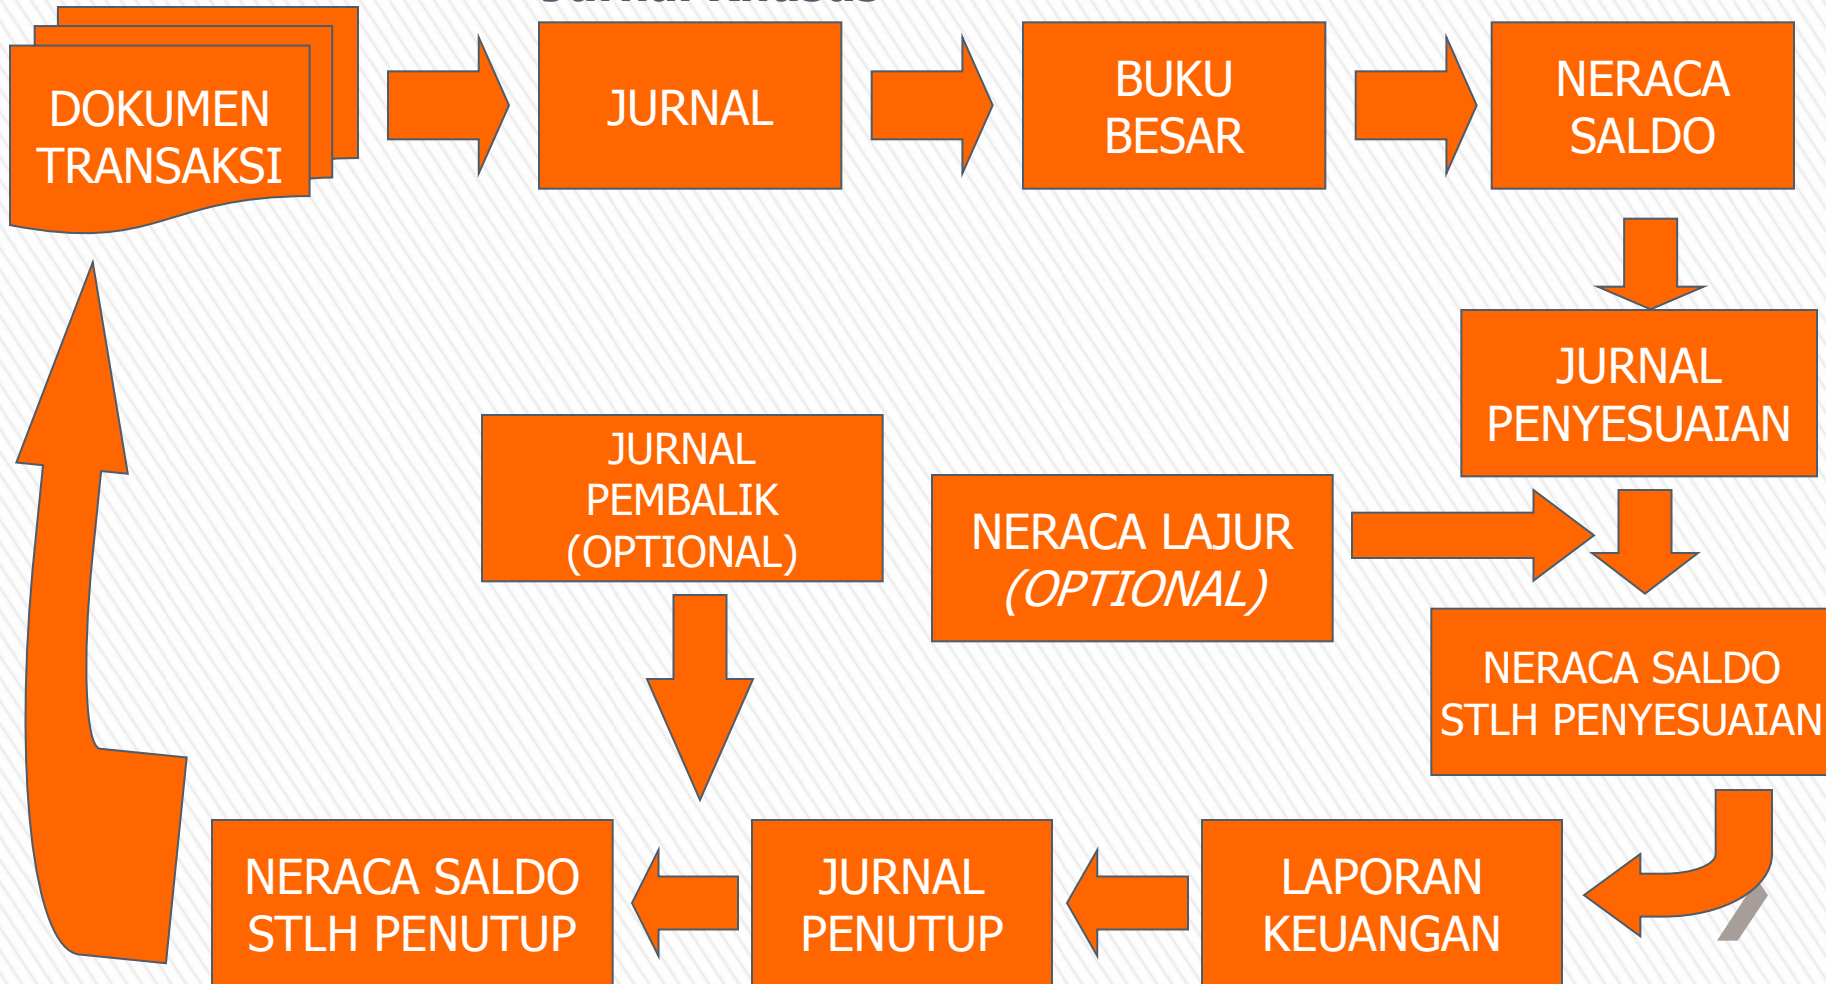 DOKUMEN
TRANSAKSI
JURNAL
BUKU
BESAR
NERACA
SALDO
JURNAL
PENYESUAIAN
JURNAL
PEMBALIK
(OPTIONAL)
NERACA LAJUR
(OPTIONAL)
NERACA SALDO
STLH PENYESUAIAN
NERACA SALDO
STLH PENUTUP
JURNAL
PENUTUP
LAPORAN
KEUANGAN